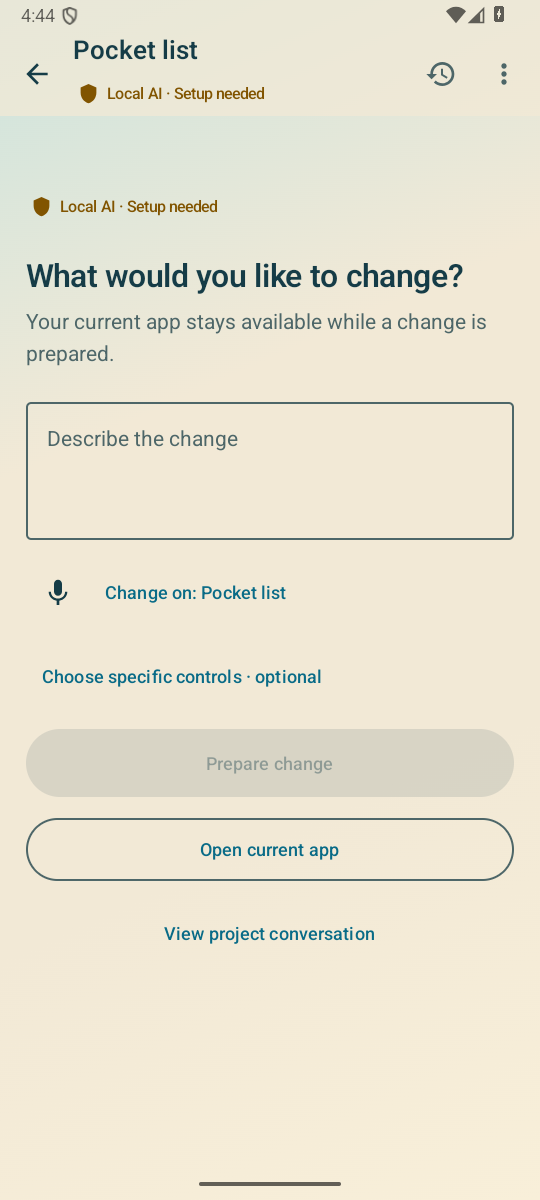 4:44
Pocket list
Local AI · Setup needed
Local AI · Setup needed
What would you like to change?
Your current app stays available while a change is
prepared.
Describe the change
Change on: Pocket list
Choose specific controls · optional
Prepare change
Open current app
View project conversation